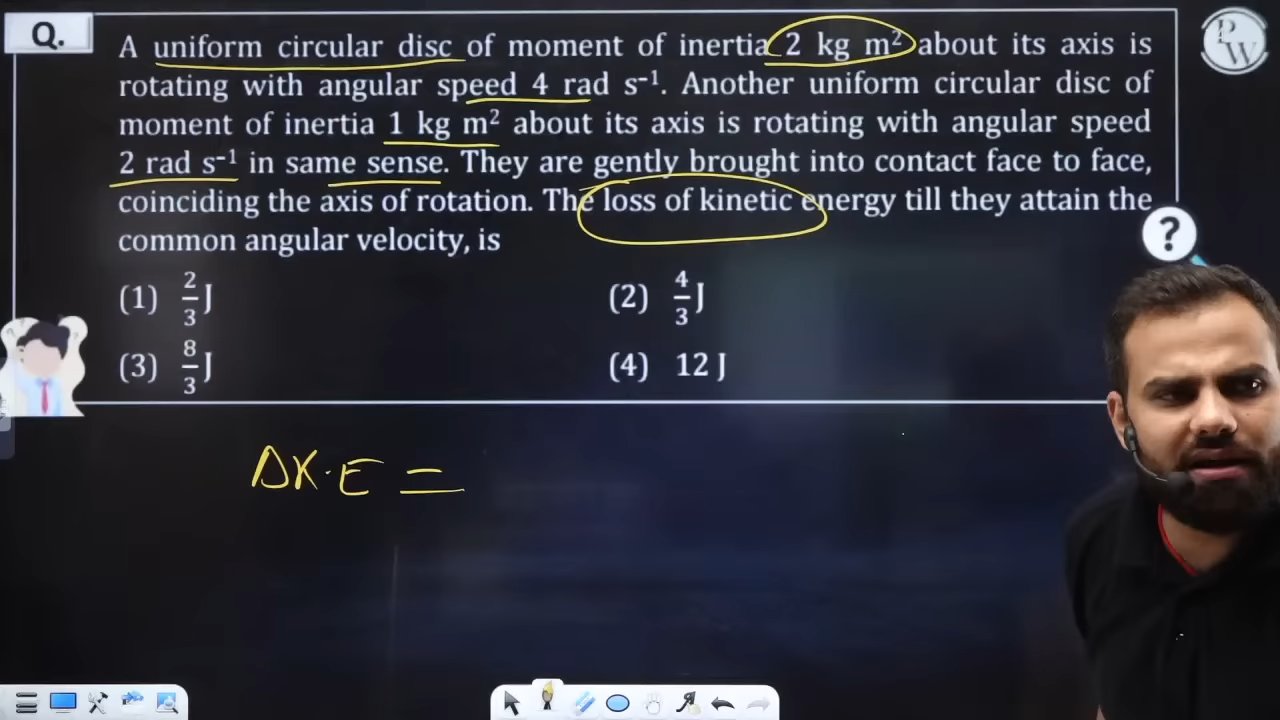 Q.
A uniform circular disc of moment of inertia 2 kg m² about its axis is
rotating with angular speed 4 rad s⁻¹. Another uniform circular disc of
moment of inertia 1 kg m² about its axis is rotating with angular speed
2 rad s⁻¹ in same sense. They are gently brought into contact face to face,
coinciding the axis of rotation. The loss of kinetic energy till they attain the
common angular velocity, is
(1) 2/3 J
(2) 4/3 J
(3) 8/3 J
(4) 12 J
?
ΔK.E =
PW